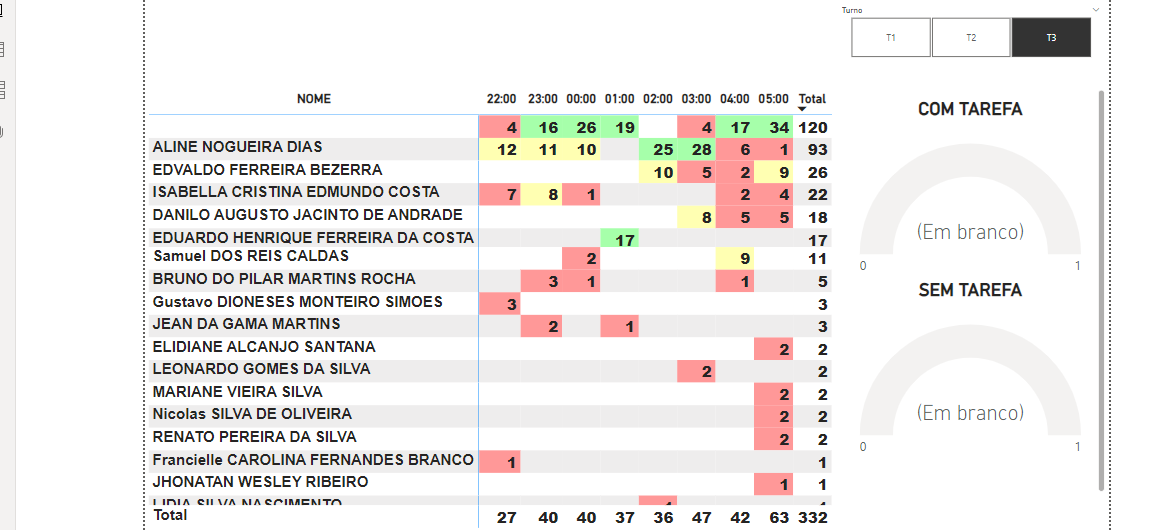 Turno
T1 T2 T3
NOME 22:00 23:00 00:00 01:00 02:00 03:00 04:00 05:00 Total
4 16 26 19 4 17 34 120
ALINE NOGUEIRA DIAS 12 11 10 25 28 6 1 93
EDVALDO FERREIRA BEZERRA 10 5 2 9 26
ISABELLA CRISTINA EDMUNDO COSTA 7 8 1 2 4 22
DANILO AUGUSTO JACINTO DE ANDRADE 8 5 5 18
EDUARDO HENRIQUE FERREIRA DA COSTA 17 17
Samuel DOS REIS CALDAS 2 9 11
BRUNO DO PILAR MARTINS ROCHA 3 1 1 5
Gustavo DIONESES MONTEIRO SIMOES 3 3
JEAN DA GAMA MARTINS 2 1 3
ELIDIANE ALCANJO SANTANA 2 2
LEONARDO GOMES DA SILVA 2 2
MARIANE VIEIRA SILVA 2 2
Nicolas SILVA DE OLIVEIRA 2 2
RENATO PEREIRA DA SILVA 2 2
Francielle CAROLINA FERNANDES BRANCO 1 1
JHONATAN WESLEY RIBEIRO 1 1
LIDIA SILVA NASCIMENTO
Total 27 40 40 37 36 47 42 63 332
COM TAREFA
(Em branco)
0 1
SEM TAREFA
(Em branco)
0 1